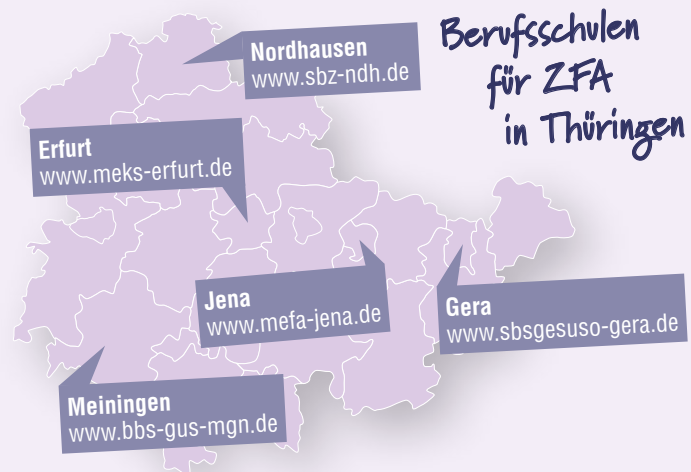 Berufsschulen
für ZFA
in Thüringen
Nordhausen
www.sbz-ndh.de
Erfurt
www.meks-erfurt.de
Jena
www.mefa-jena.de
Gera
www.sbsgesuso-gera.de
Meiningen
www.bbs-gus-mgn.de